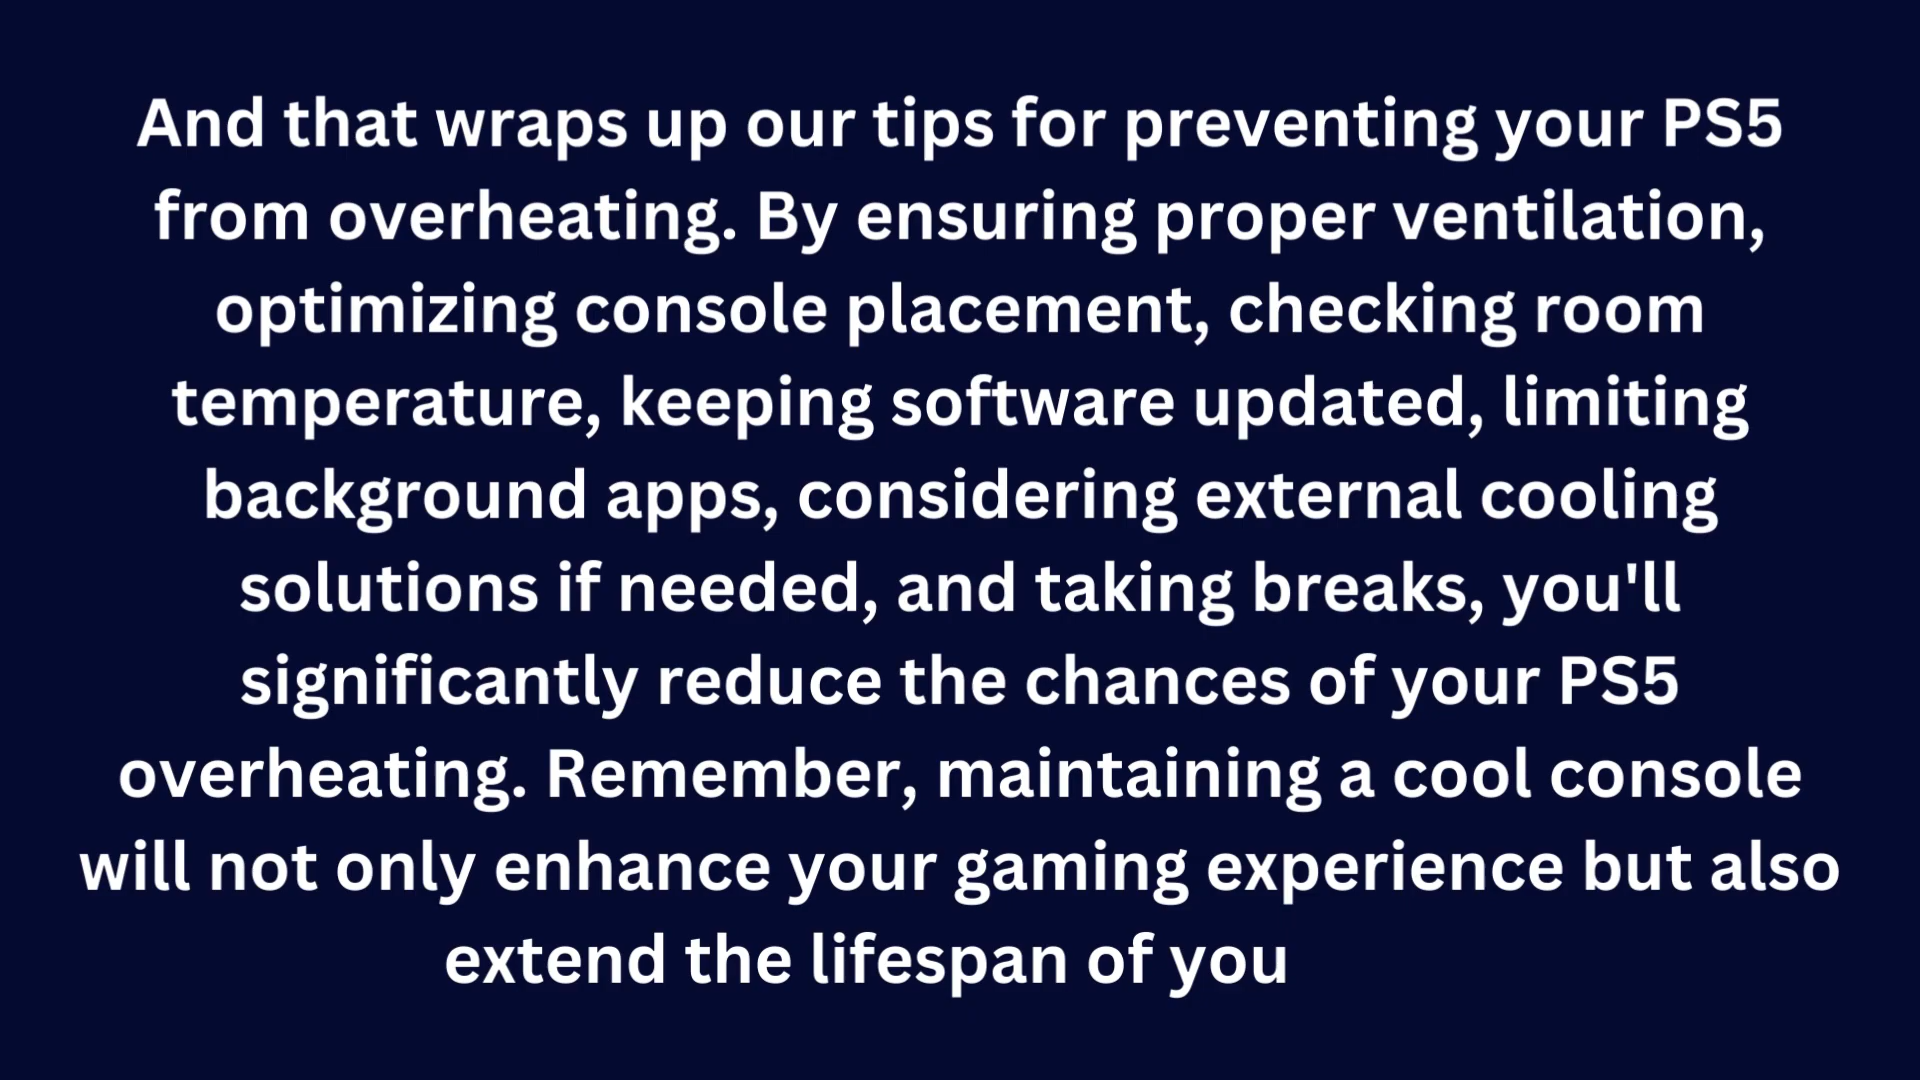 And that wraps up our tips for preventing your PS5
from overheating. By ensuring proper ventilation,
optimizing console placement, checking room
temperature, keeping software updated, limiting
background apps, considering external cooling
solutions if needed, and taking breaks, you'll
significantly reduce the chances of your PS5
overheating. Remember, maintaining a cool console
will not only enhance your gaming experience but also
extend the lifespan of you